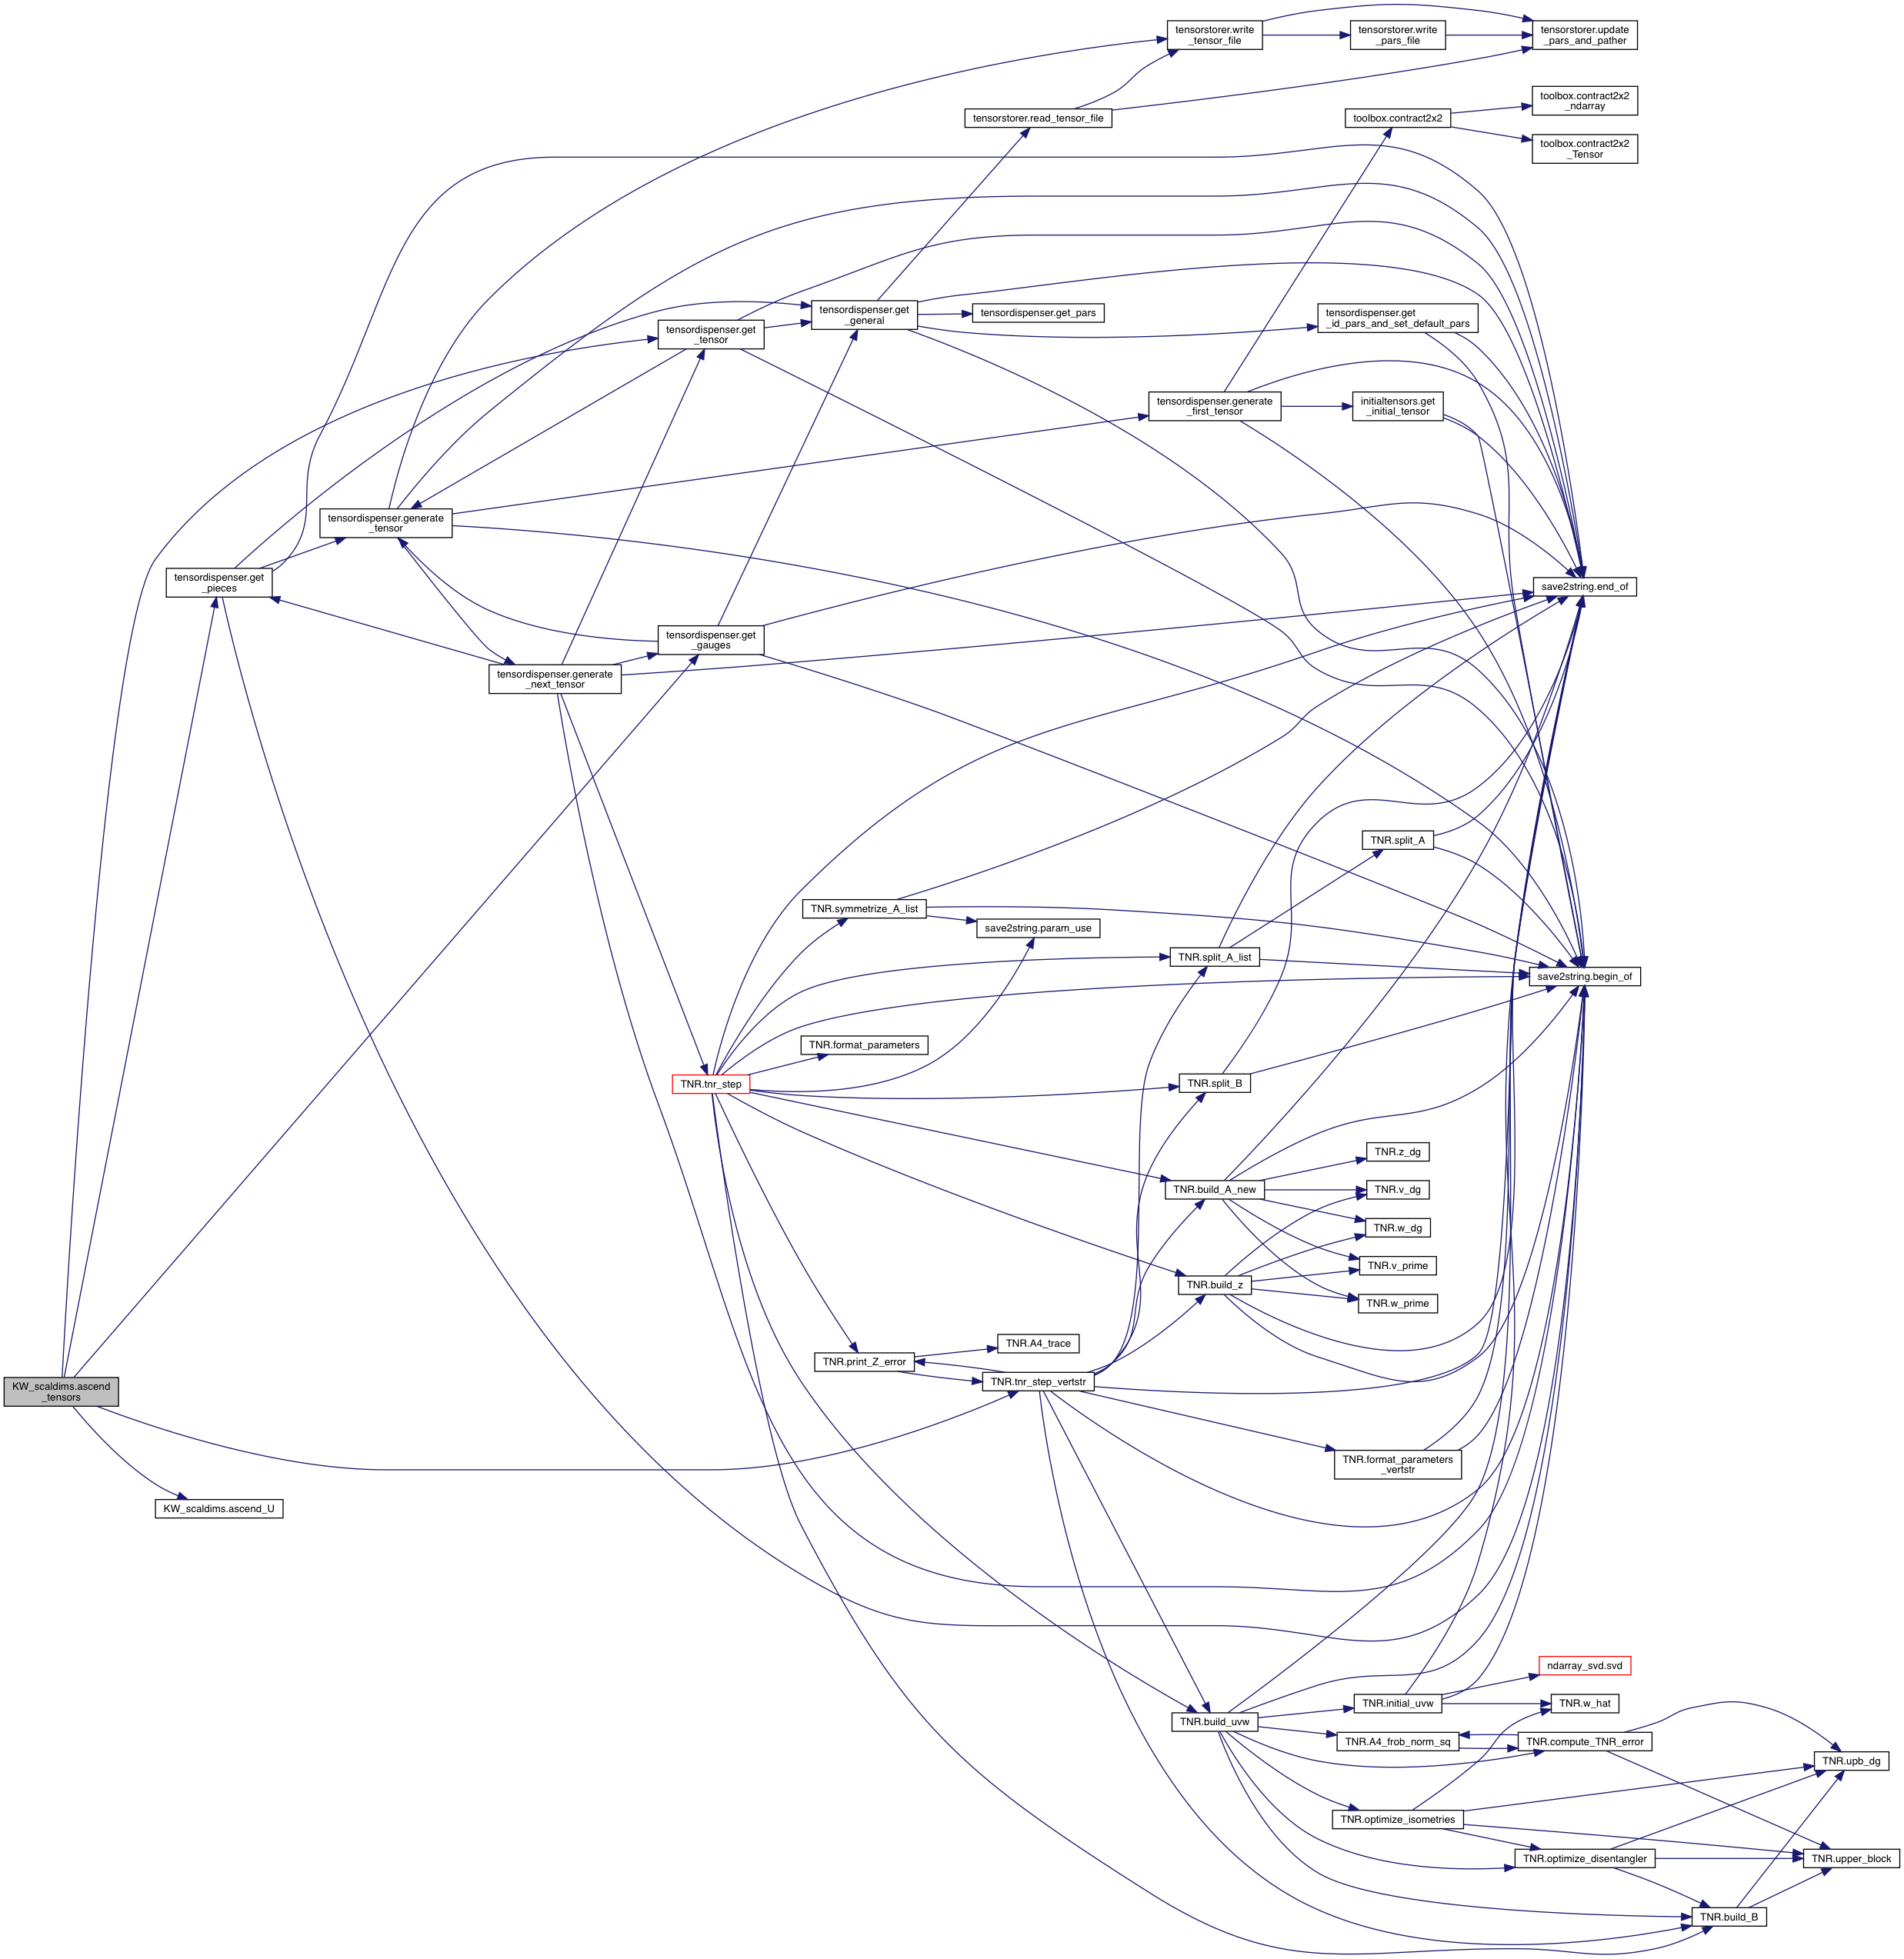 tensorstorer.write
_tensor_file
tensorstorer.write
_pars_file
tensorstorer.update
_pars_and_pather
toolbox.contract2x2
_ndarray
tensorstorer.read_tensor_file
toolbox.contract2x2
toolbox.contract2x2
_Tensor
tensordispenser.get
_general
tensordispenser.get_pars
tensordispenser.get
_id_pars_and_set_default_pars
tensordispenser.get
_tensor
tensordispenser.generate
_first_tensor
initialtensors.get
_initial_tensor
tensordispenser.generate
_tensor
tensordispenser.get
_pieces
save2string.end_of
tensordispenser.get
_gauges
tensordispenser.generate
_next_tensor
TNR.split_A
TNR.symmetrize_A_list
save2string.param_use
TNR.split_A_list
save2string.begin_of
TNR.format_parameters
TNR.tnr_step
TNR.split_B
TNR.z_dg
TNR.build_A_new
TNR.v_dg
TNR.w_dg
TNR.v_prime
TNR.build_z
TNR.w_prime
TNR.A4_trace
TNR.print_Z_error
TNR.tnr_step_vertstr
KW_scaldims.ascend
_tensors
TNR.format_parameters
_vertstr
KW_scaldims.ascend_U
ndarray_svd.svd
TNR.initial_uvw
TNR.w_hat
TNR.build_uvw
TNR.A4_frob_norm_sq
TNR.compute_TNR_error
TNR.upb_dg
TNR.optimize_isometries
TNR.optimize_disentangler
TNR.upper_block
TNR.build_B